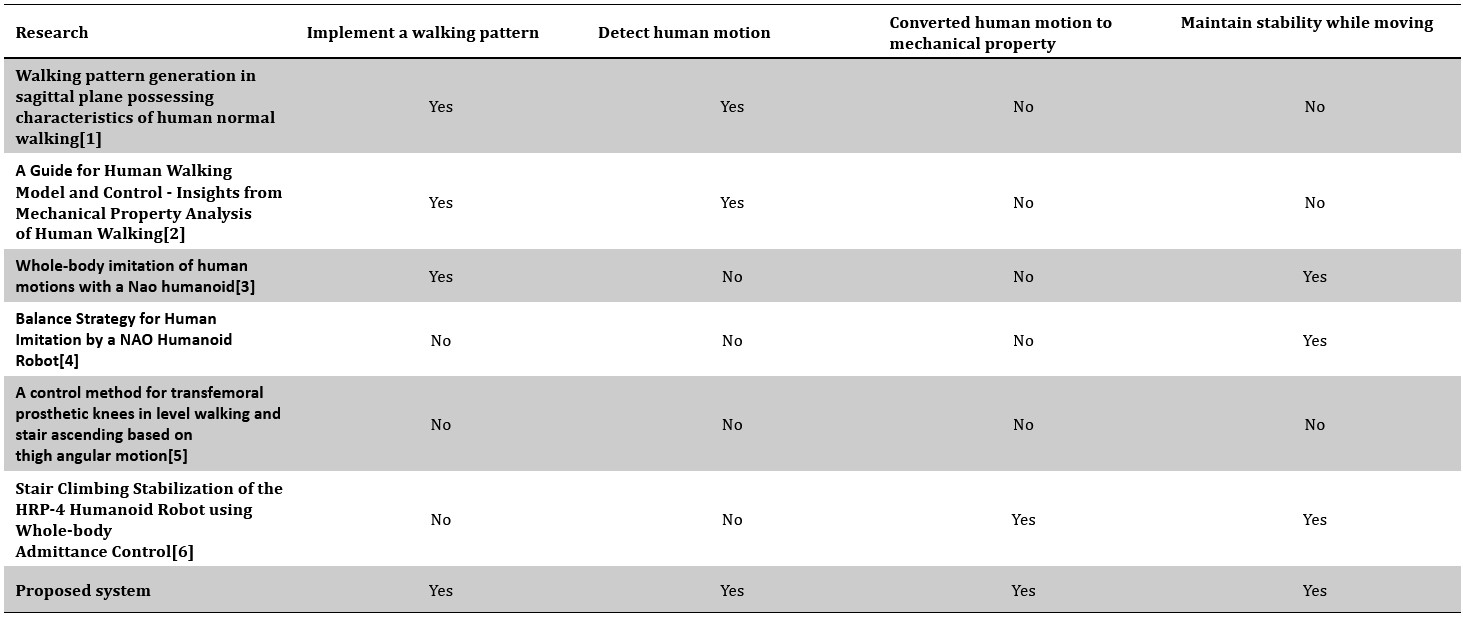 Research Implement a walking pattern Detect human motion Converted human motion to mechanical property Maintain stability while moving
Walking pattern generation in
sagittal plane possessing
characteristics of human normal
walking[1]
Yes Yes No No
A Guide for Human Walking
Model and Control - Insights from
Mechanical Property Analysis
of Human Walking[2]
Yes Yes No No
Whole-body imitation of human
motions with a Nao humanoid[3]
Yes No No Yes
Balance Strategy for Human
Imitation by a NAO Humanoid
Robot[4]
No No No Yes
A control method for transfemoral
prosthetic knees in level walking and
stair ascending based on
thigh angular motion[5]
No No No No
Stair Climbing Stabilization of the
HRP-4 Humanoid Robot using
Whole-body
Admittance Control[6]
No No Yes Yes
Proposed system Yes Yes Yes Yes